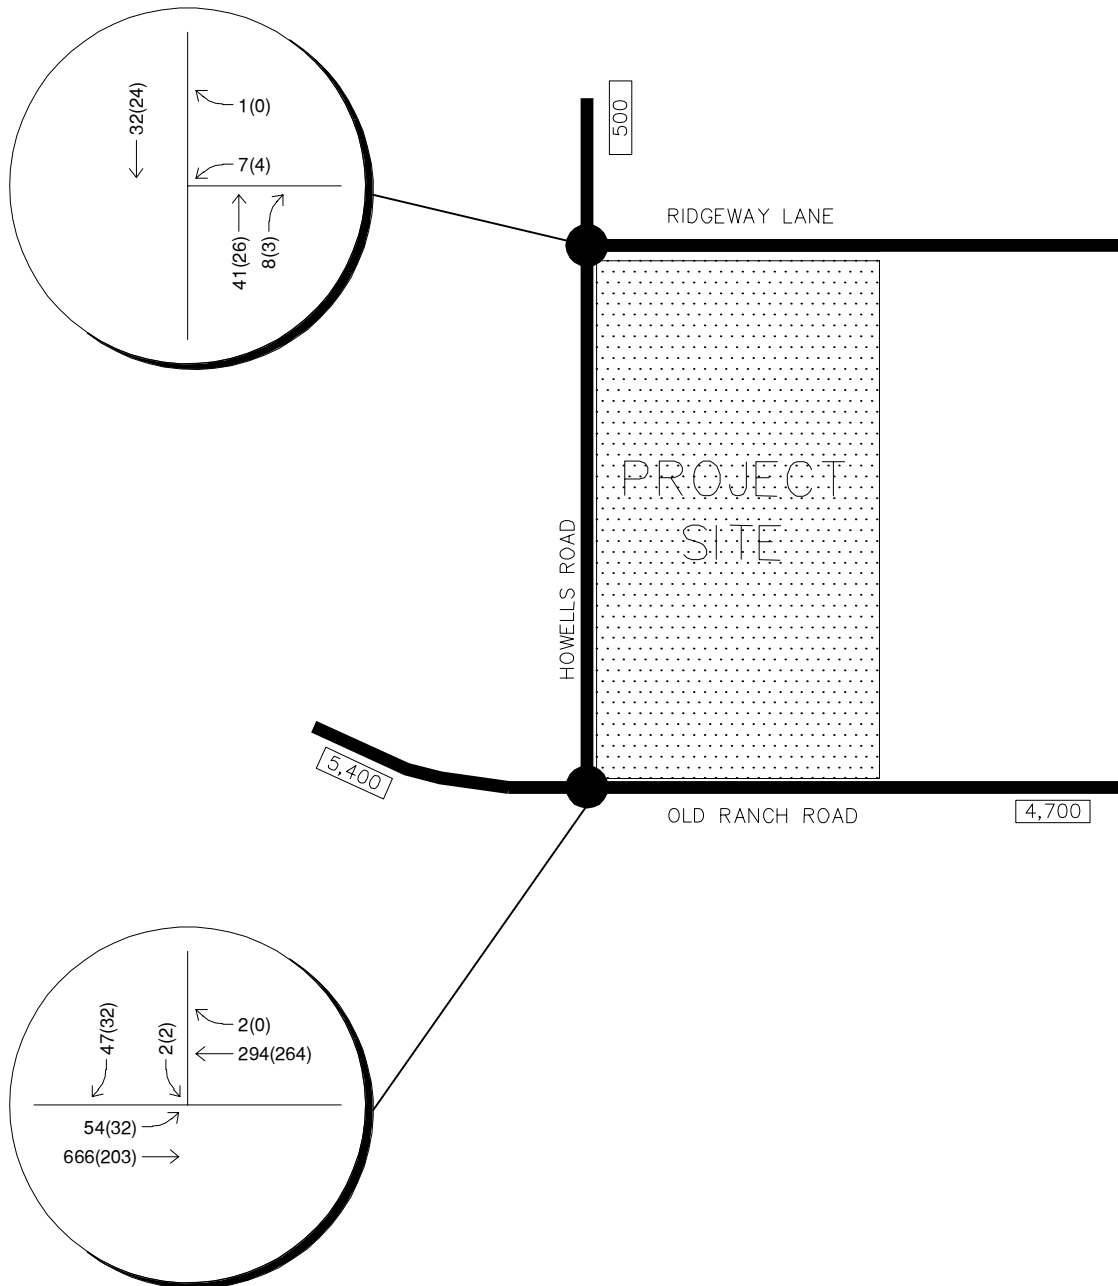 32(24)
1(0)
7(4)
41(26)
8(3)
500
RIDGEWAY LANE
PROJECT
SITE
HOWELLS ROAD
5,400
OLD RANCH ROAD
4,700
47(32)
2(2)
2(0)
294(264)
54(32)
666(203)